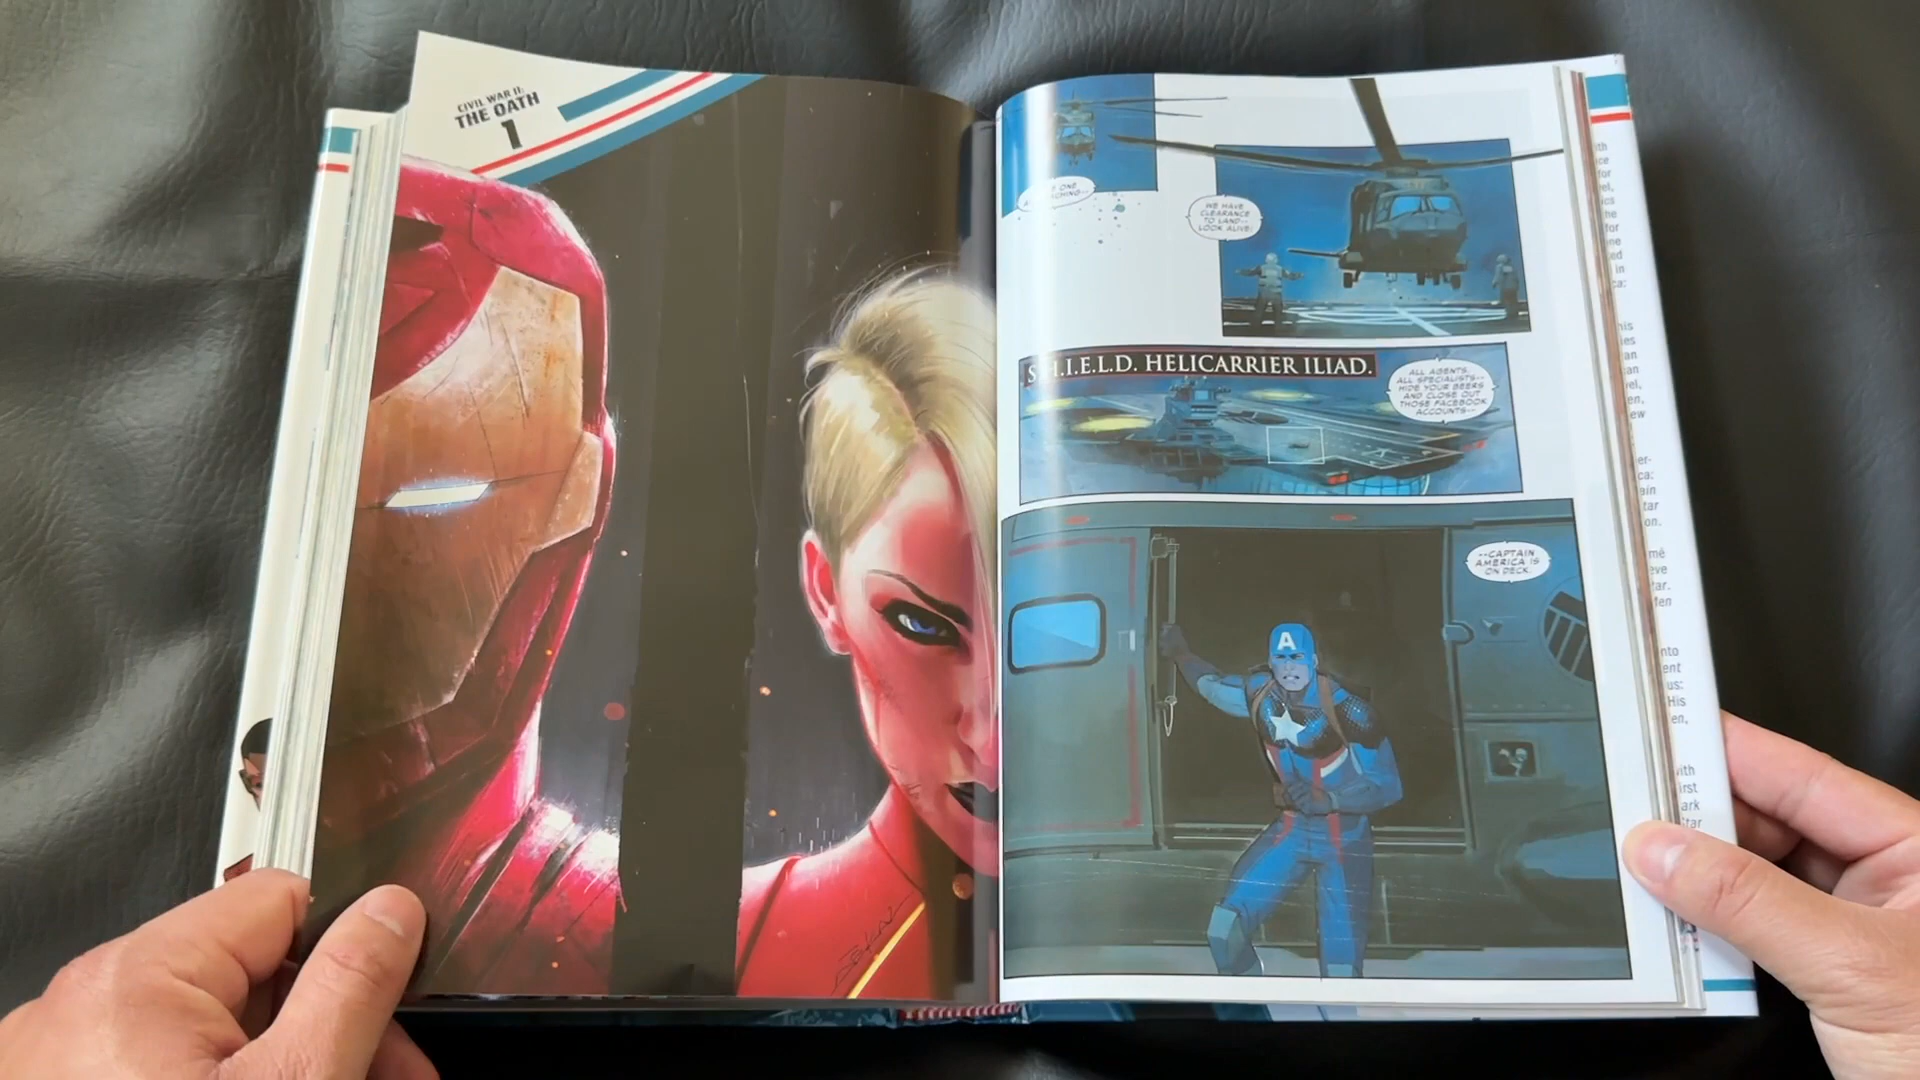 CIVIL WAR II:
THE OATH
1
ONE
WE HAVE
CLEARANCE
TO LAND--
LOOK ALIVE.
S.H.I.E.L.D. HELICARRIER ILIAD.
ALL AGENTS,
ALL SPECIALISTS--
HIDE YOUR BEERS
AND CLOSE OUT
THOSE FACEBOOK
ACCOUNTS--
--CAPTAIN
AMERICA IS
ON DECK.
A